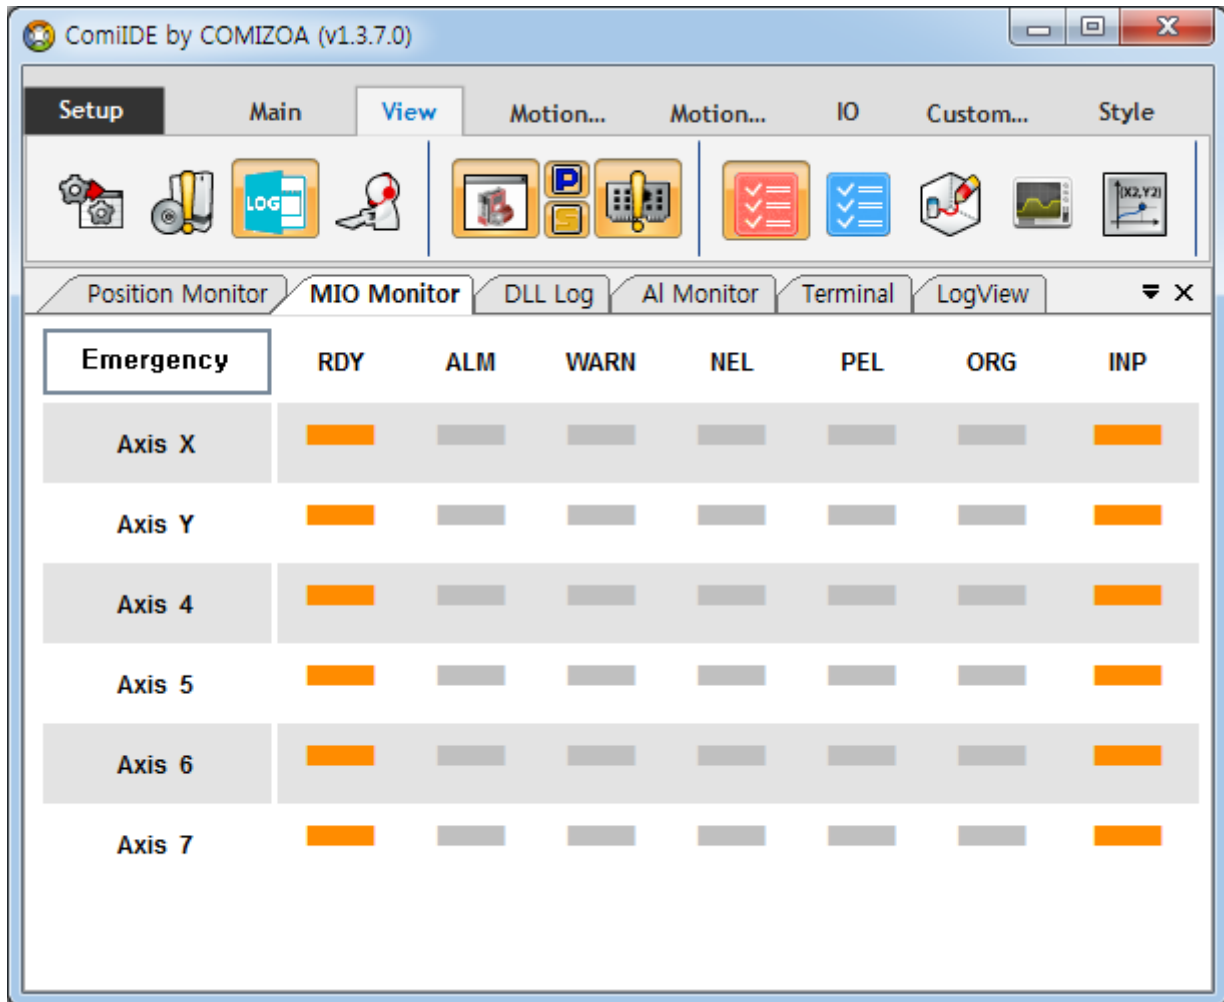 ComiIDE by COMIZOA (v1.3.7.0)
Setup Main View Motion... Motion... IO Custom... Style
LOG P S (X2,Y2)
Position Monitor MIO Monitor DLL Log AI Monitor Terminal LogView
Emergency RDY ALM WARN NEL PEL ORG INP
Axis X
Axis Y
Axis 4
Axis 5
Axis 6
Axis 7